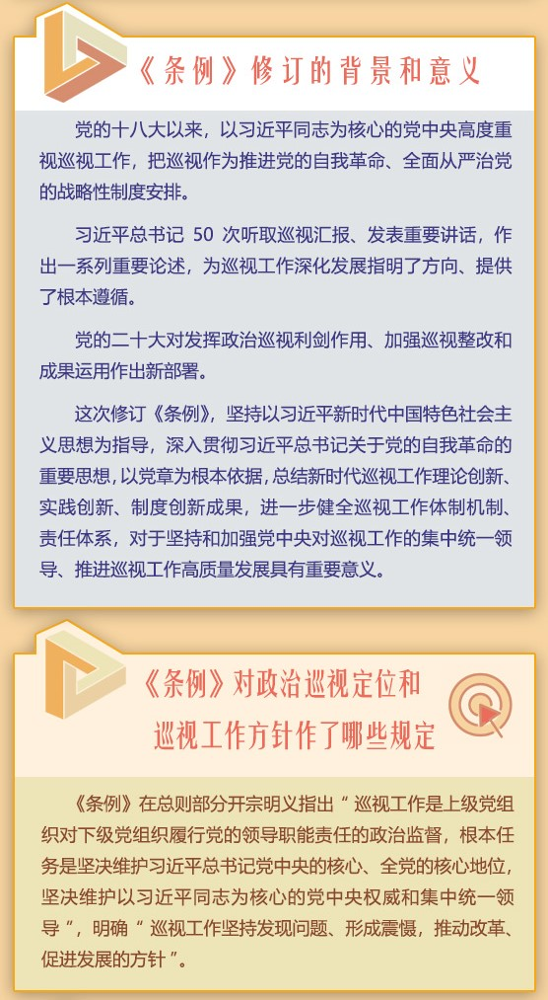 《条例》修订的背景和意义
党的十八大以来，以习近平同志为核心的党中央高度重
视巡视工作，把巡视作为推进党的自我革命、全面从严治党
的战略性制度安排。
习近平总书记 50 次听取巡视汇报、发表重要讲话，作
出一系列重要论述，为巡视工作深化发展指明了方向、提供
了根本遵循。
党的二十大对发挥政治巡视利剑作用、加强巡视整改和
成果运用作出新部署。
这次修订《条例》，坚持以习近平新时代中国特色社会主
义思想为指导，深入贯彻习近平总书记关于党的自我革命的
重要思想，以党章为根本依据，总结新时代巡视工作理论创新、
实践创新、制度创新成果，进一步健全巡视工作体制机制、
责任体系，对于坚持和加强党中央对巡视工作的集中统一领
导、推进巡视工作高质量发展具有重要意义。
《条例》对政治巡视定位和
巡视工作方针作了哪些规定
《条例》在总则部分开宗明义指出“巡视工作是上级党组
织对下级党组织履行党的领导职能责任的政治监督，根本任
务是坚决维护习近平总书记党中央的核心、全党的核心地位，
坚决维护以习近平同志为核心的党中央权威和集中统一领
导”，明确“巡视工作坚持发现问题、形成震慑，推动改革、
促进发展的方针”。